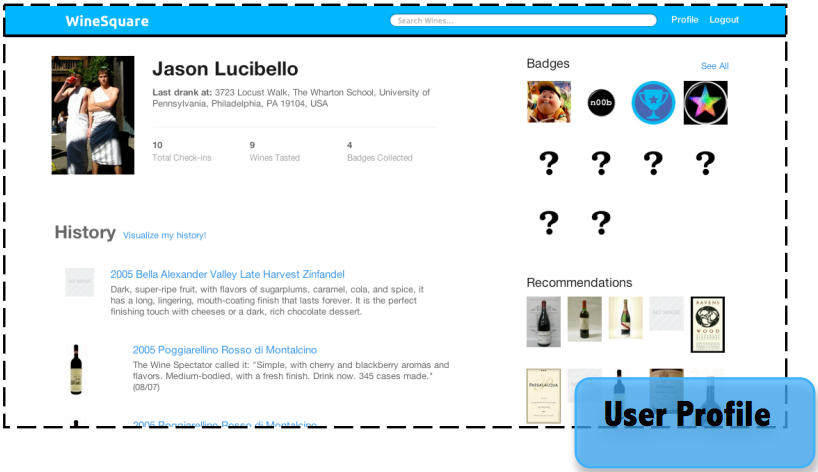 WineSquare
Search Wines...
Profile
Logout
Jason Lucibello
Last drank at: 3723 Locust Walk, The Wharton School, University of
Pennsylvania, Philadelphia, PA 19104, USA
10
9
4
Total Check-ins
Wines Tasted
Badges Collected
Badges
See All
n00b
? ? ? ?
? ?
History
Visualize my history!
NO IMAGE
2005 Bella Alexander Valley Late Harvest Zinfandel
Dark, super-ripe fruit, with flavors of sugarplums, caramel, cola, and spice, it
has a long, lingering, mouth-coating finish that lasts forever. It is the perfect
finishing touch with cheeses or a dark, rich chocolate dessert.
2005 Poggiarellino Rosso di Montalcino
The Wine Spectator called it: "Simple, with cherry and blackberry aromas and
flavors. Medium-bodied, with a fresh finish. Drink now. 345 cases made."
(08/07)
2005 Poggiarellino Rosso di Montalcino
Recommendations
NO IMAGE
RAVENS
WOOD
ZINFANDEL
PASSALACQUA
User Profile